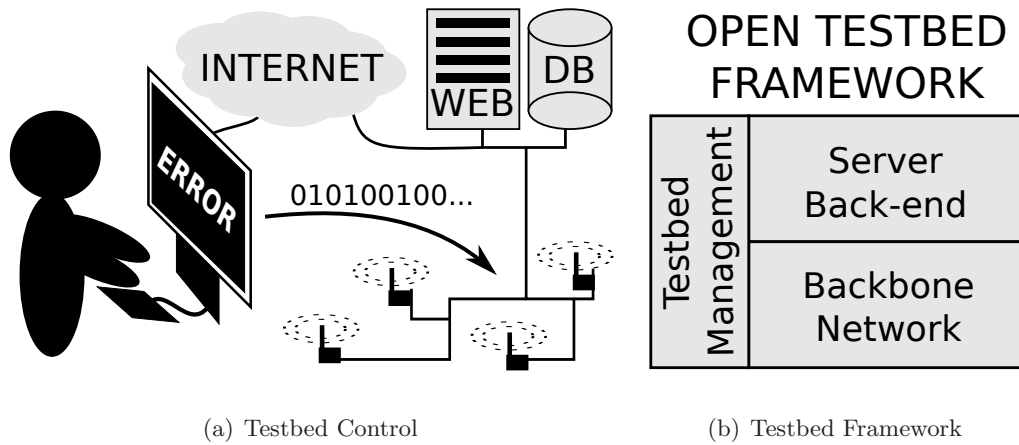 INTERNET
WEB
DB
ERROR
010100100...
(a) Testbed Control
OPEN TESTBED
FRAMEWORK
Testbed
Management
Server
Back-end
Backbone
Network
(b) Testbed Framework